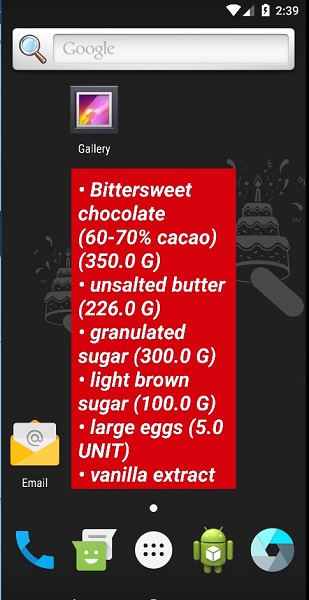 2:39
Google
Gallery
• Bittersweet
chocolate
(60-70% cacao)
(350.0 G)
• unsalted butter
(226.0 G)
• granulated
sugar (300.0 G)
• light brown
sugar (100.0 G)
• large eggs (5.0
UNIT)
• vanilla extract
@
Email